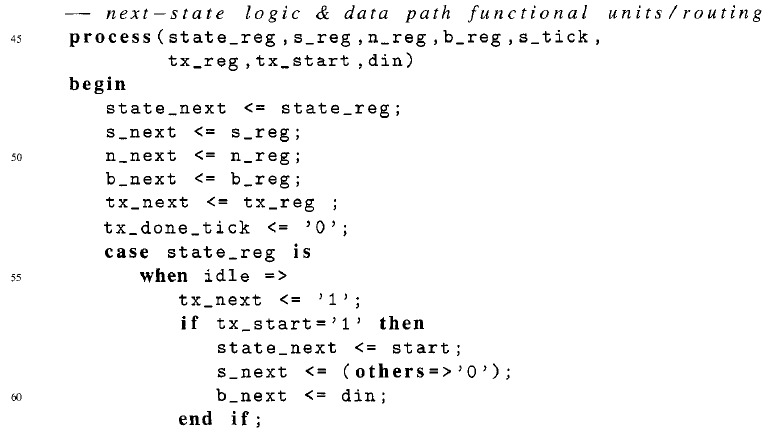 — next-state logic & data path functional units/routing
45 process(state_reg,s_reg,n_reg,b_reg,s_tick,
tx_reg,tx_start,din)
begin
state_next <= state_reg;
s_next <= s_reg;
50 n_next <= n_reg;
b_next <= b_reg;
tx_next <= tx_reg ;
tx_done_tick <= '0';
case state_reg is
55 when idle =>
tx_next <= '1';
if tx_start='1' then
state_next <= start;
s_next <= (others=>'0');
60 b_next <= din;
end if;